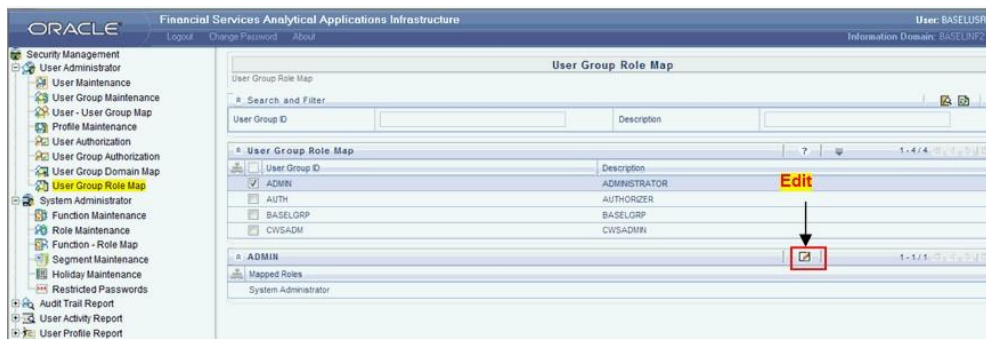 ORACLE
Financial Services Analytical Applications Infrastructure
User: BASELUSR
Logout Change Password About
Information Domain: BASELINF2
Security Management
User Administrator
User Maintenance
User Group Maintenance
User - User Group Map
Profile Maintenance
User Authorization
User Group Authorization
User Group Domain Map
User Group Role Map
System Administrator
Function Maintenance
Role Maintenance
Function - Role Map
Segment Maintenance
Holiday Maintenance
Restricted Passwords
Audit Trail Report
User Activity Report
User Profile Report
User Group Role Map
User Group Role Map
Search and Filter
User Group ID Description
User Group Role Map ? 1-4/4
User Group ID Description
ADMIN ADMINISTRATOR
AUTH AUTHORIZER
BASELGRP BASELGRP
CWSADM CWSADMIN
Edit
ADMIN 1-1/1
Mapped Roles
System Administrator